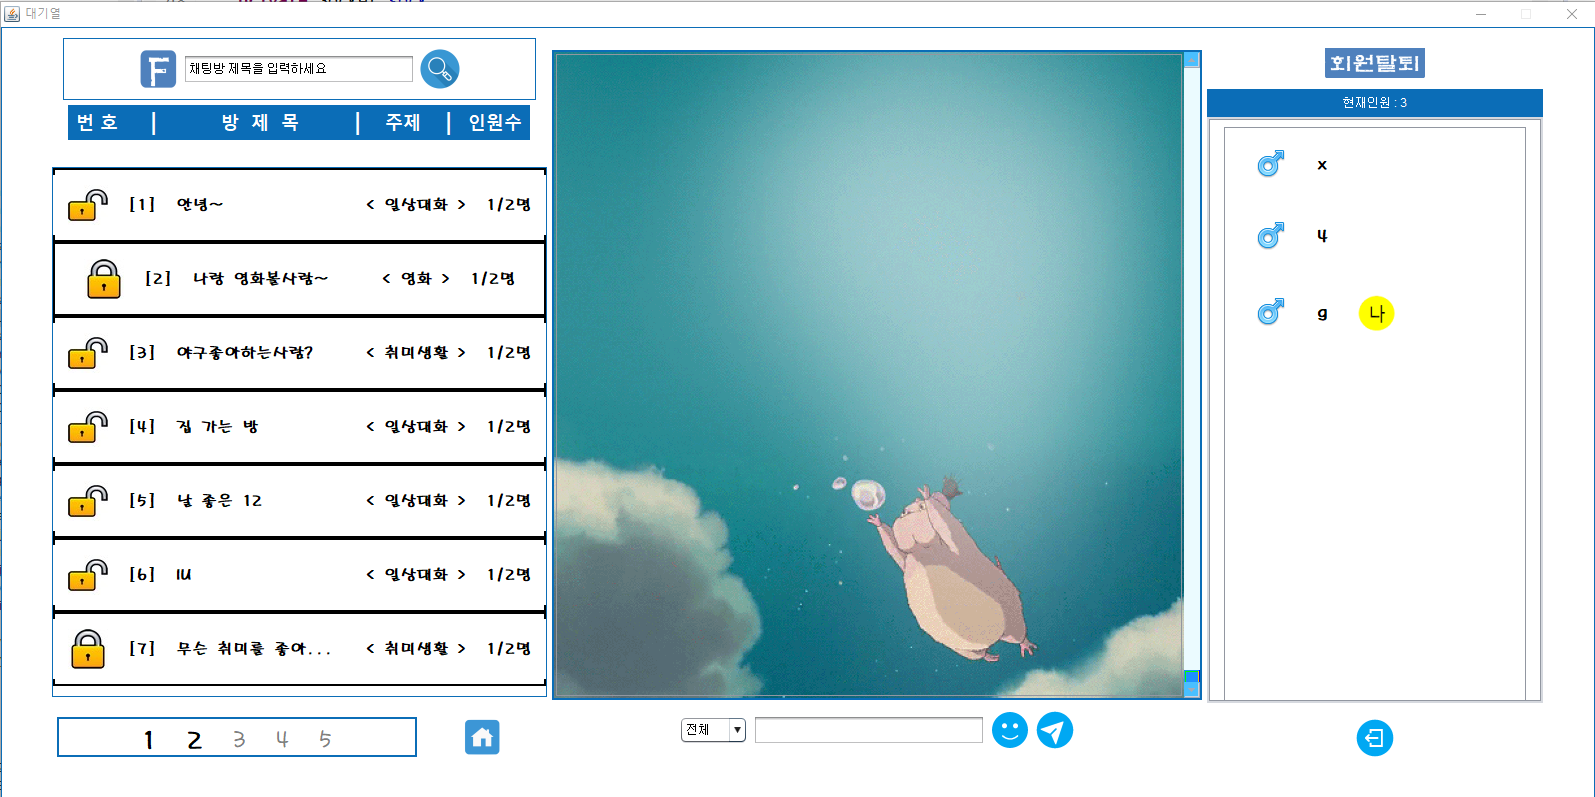 대기열
F 채팅방 제목을 입력하세요
번 호 | 방 제 목 | 주제 | 인원수
[1] 안녕~ < 일상대화 > 1/2명
[2] 나랑 영화볼사람~ < 영화 > 1/2명
[3] 야구좋아하는사람? < 취미생활 > 1/2명
[4] 집 가는 방 < 일상대화 > 1/2명
[5] 날 좋은 12 < 일상대화 > 1/2명
[6] IU < 일상대화 > 1/2명
[7] 무슨 취미를 좋아... < 취미생활 > 1/2명
1 2 3 4 5
전체
회원탈퇴
현재인원 : 3
x
4
g 나